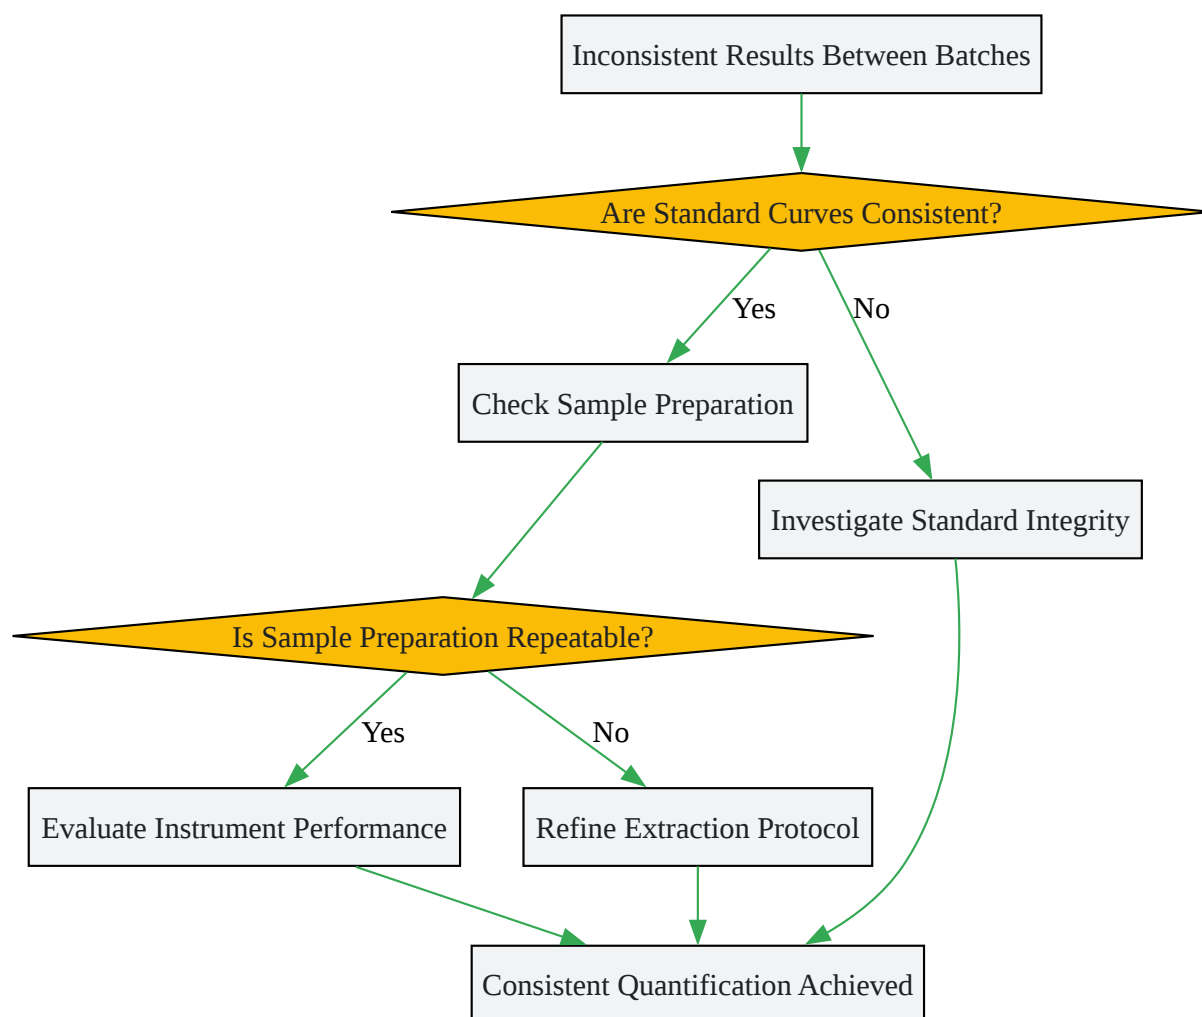 Inconsistent Results Between Batches
Are Standard Curves Consistent?
Yes
No
Check Sample Preparation
Investigate Standard Integrity
Is Sample Preparation Repeatable?
Yes
No
Evaluate Instrument Performance
Refine Extraction Protocol
Consistent Quantification Achieved